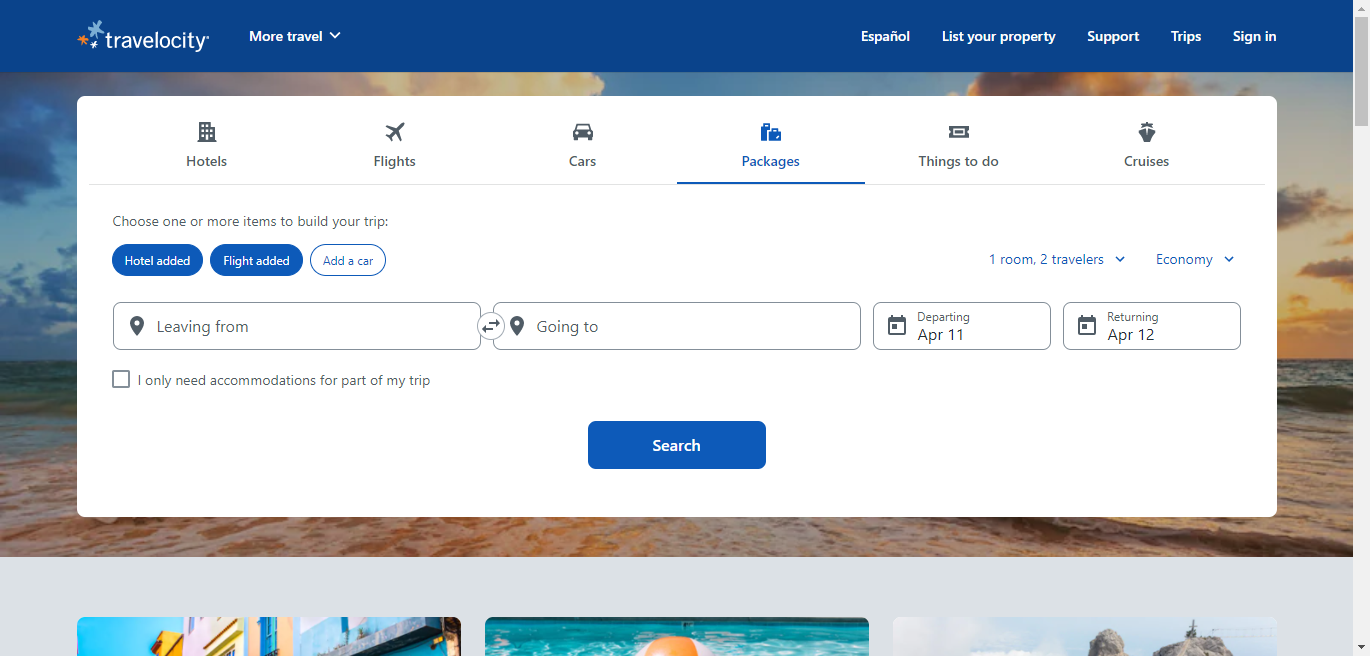 travelocity
More travel
Español
List your property
Support
Trips
Sign in
Hotels
Flights
Cars
Packages
Things to do
Cruises
Choose one or more items to build your trip:
Hotel added
Flight added
Add a car
1 room, 2 travelers
Economy
Leaving from
Going to
Departing
Apr 11
Returning
Apr 12
I only need accommodations for part of my trip
Search